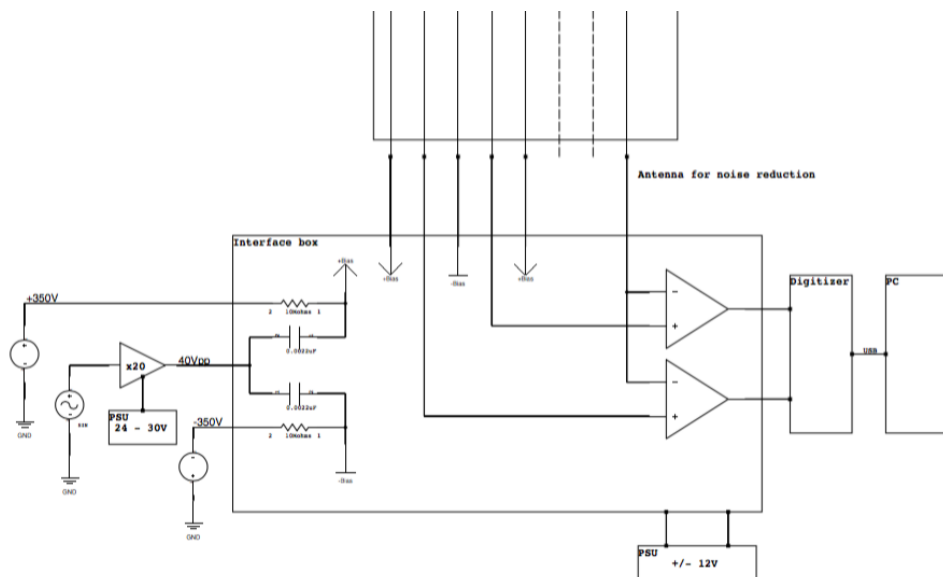 Antenna for noise reduction
Interface box
+Bias
+Bias
-Bias
+Bias
+350V
2 10Mohms 1
0.0022uF
x20
40Vpp
0.0022uF
PSU
24 - 30V
-350V
2 10Mohms 1
-Bias
GND
GND
GND
-
+
-
+
Digitizer
USB
PC
PSU
+/- 12V